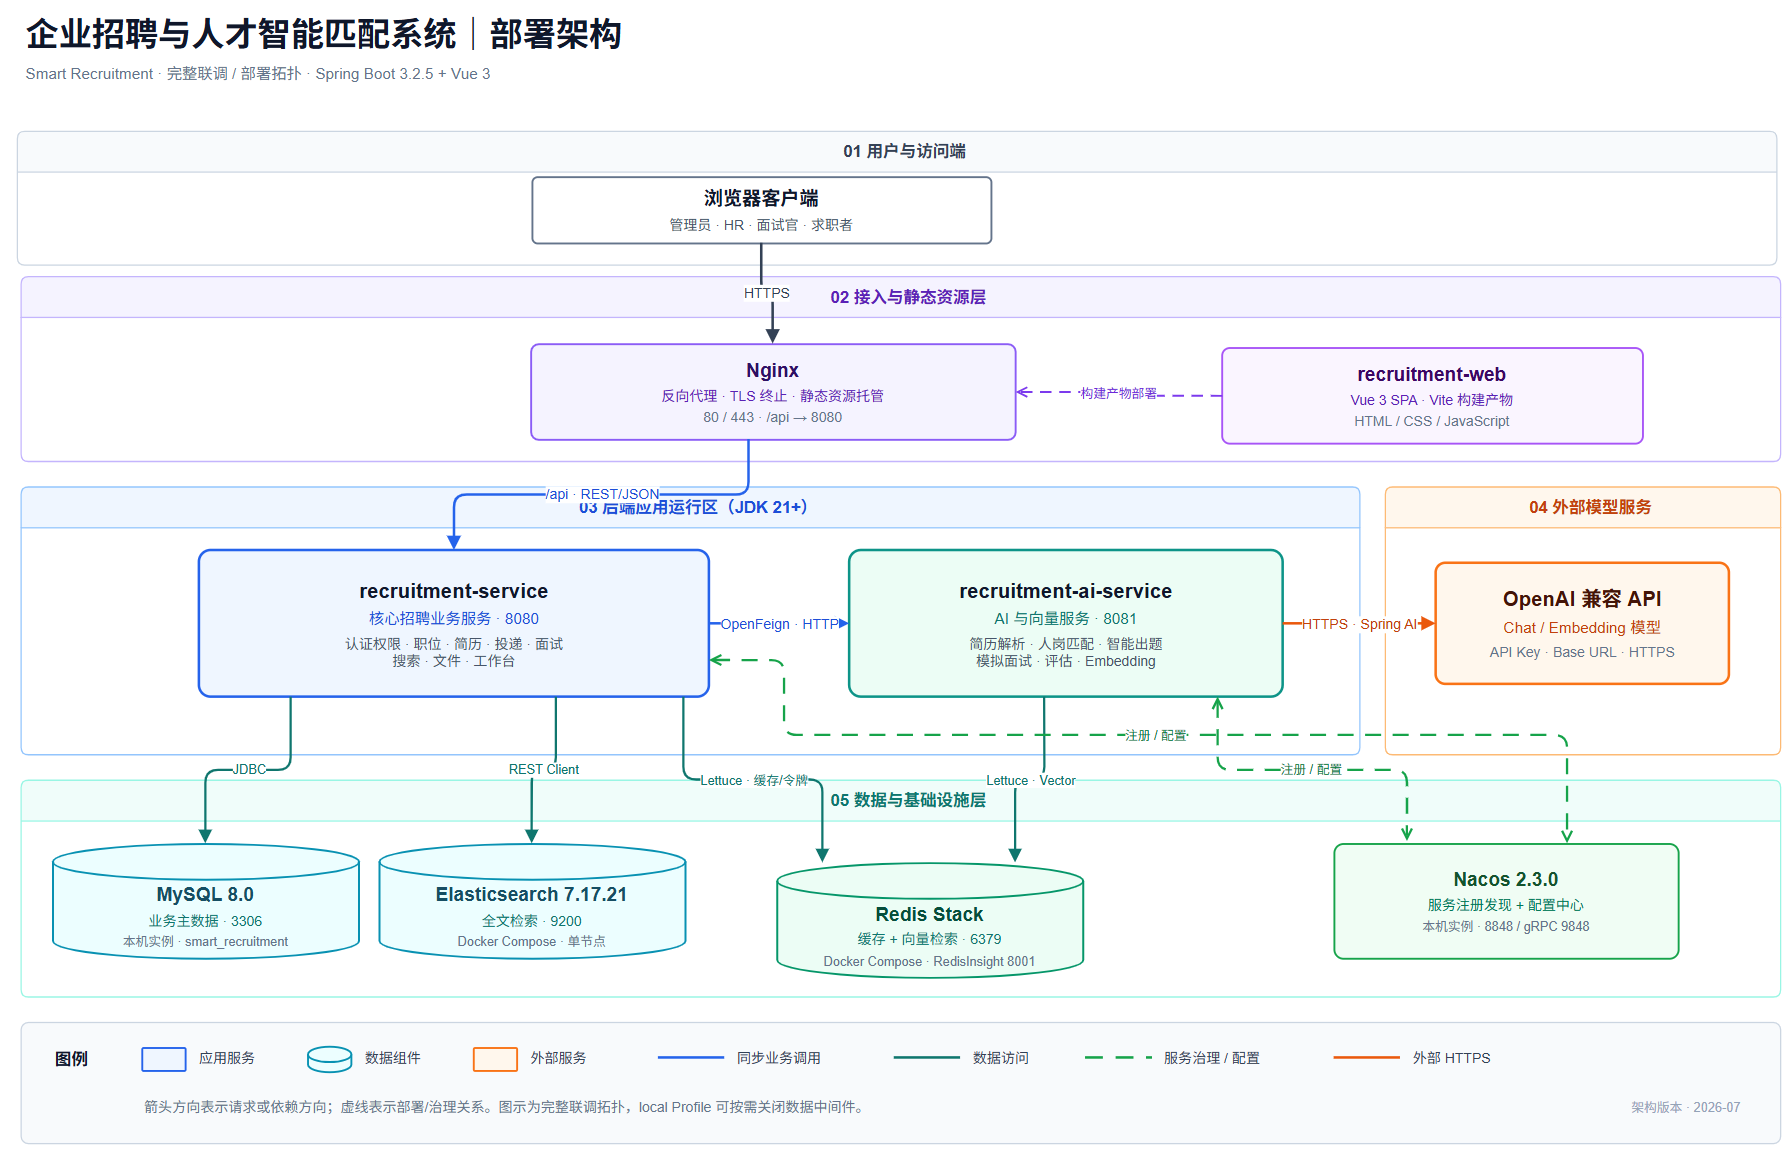 企业招聘与人才智能匹配系统｜部署架构
Smart Recruitment · 完整联调 / 部署拓扑 · Spring Boot 3.2.5 + Vue 3
01 用户与访问端
浏览器客户端
管理员 · HR · 面试官 · 求职者
HTTPS
02 接入与静态资源层
Nginx
反向代理 · TLS 终止 · 静态资源托管
80 / 443 · /api → 8080
构建产物部署
recruitment-web
Vue 3 SPA · Vite 构建产物
HTML / CSS / JavaScript
/api · REST/JSON
03 后端应用运行区（JDK 21+）
04 外部模型服务
recruitment-service
核心招聘业务服务 · 8080
认证权限 · 职位 · 简历 · 投递 · 面试
搜索 · 文件 · 工作台
OpenFeign · HTTP
recruitment-ai-service
AI 与向量服务 · 8081
简历解析 · 人岗匹配 · 智能出题
模拟面试 · 评估 · Embedding
HTTPS · Spring AI
OpenAI 兼容 API
Chat / Embedding 模型
API Key · Base URL · HTTPS
注册 / 配置
注册 / 配置
JDBC
REST Client
Lettuce · 缓存/令牌
Lettuce · Vector
05 数据与基础设施层
MySQL 8.0
业务主数据 · 3306
本机实例 · smart_recruitment
Elasticsearch 7.17.21
全文检索 · 9200
Docker Compose · 单节点
Redis Stack
缓存 + 向量检索 · 6379
Docker Compose · RedisInsight 8001
Nacos 2.3.0
服务注册发现 + 配置中心
本机实例 · 8848 / gRPC 9848
图例
应用服务
数据组件
外部服务
同步业务调用
数据访问
服务治理 / 配置
外部 HTTPS
箭头方向表示请求或依赖方向；虚线表示部署/治理关系。图示为完整联调拓扑，local Profile 可按需关闭数据中间件。
架构版本 · 2026-07